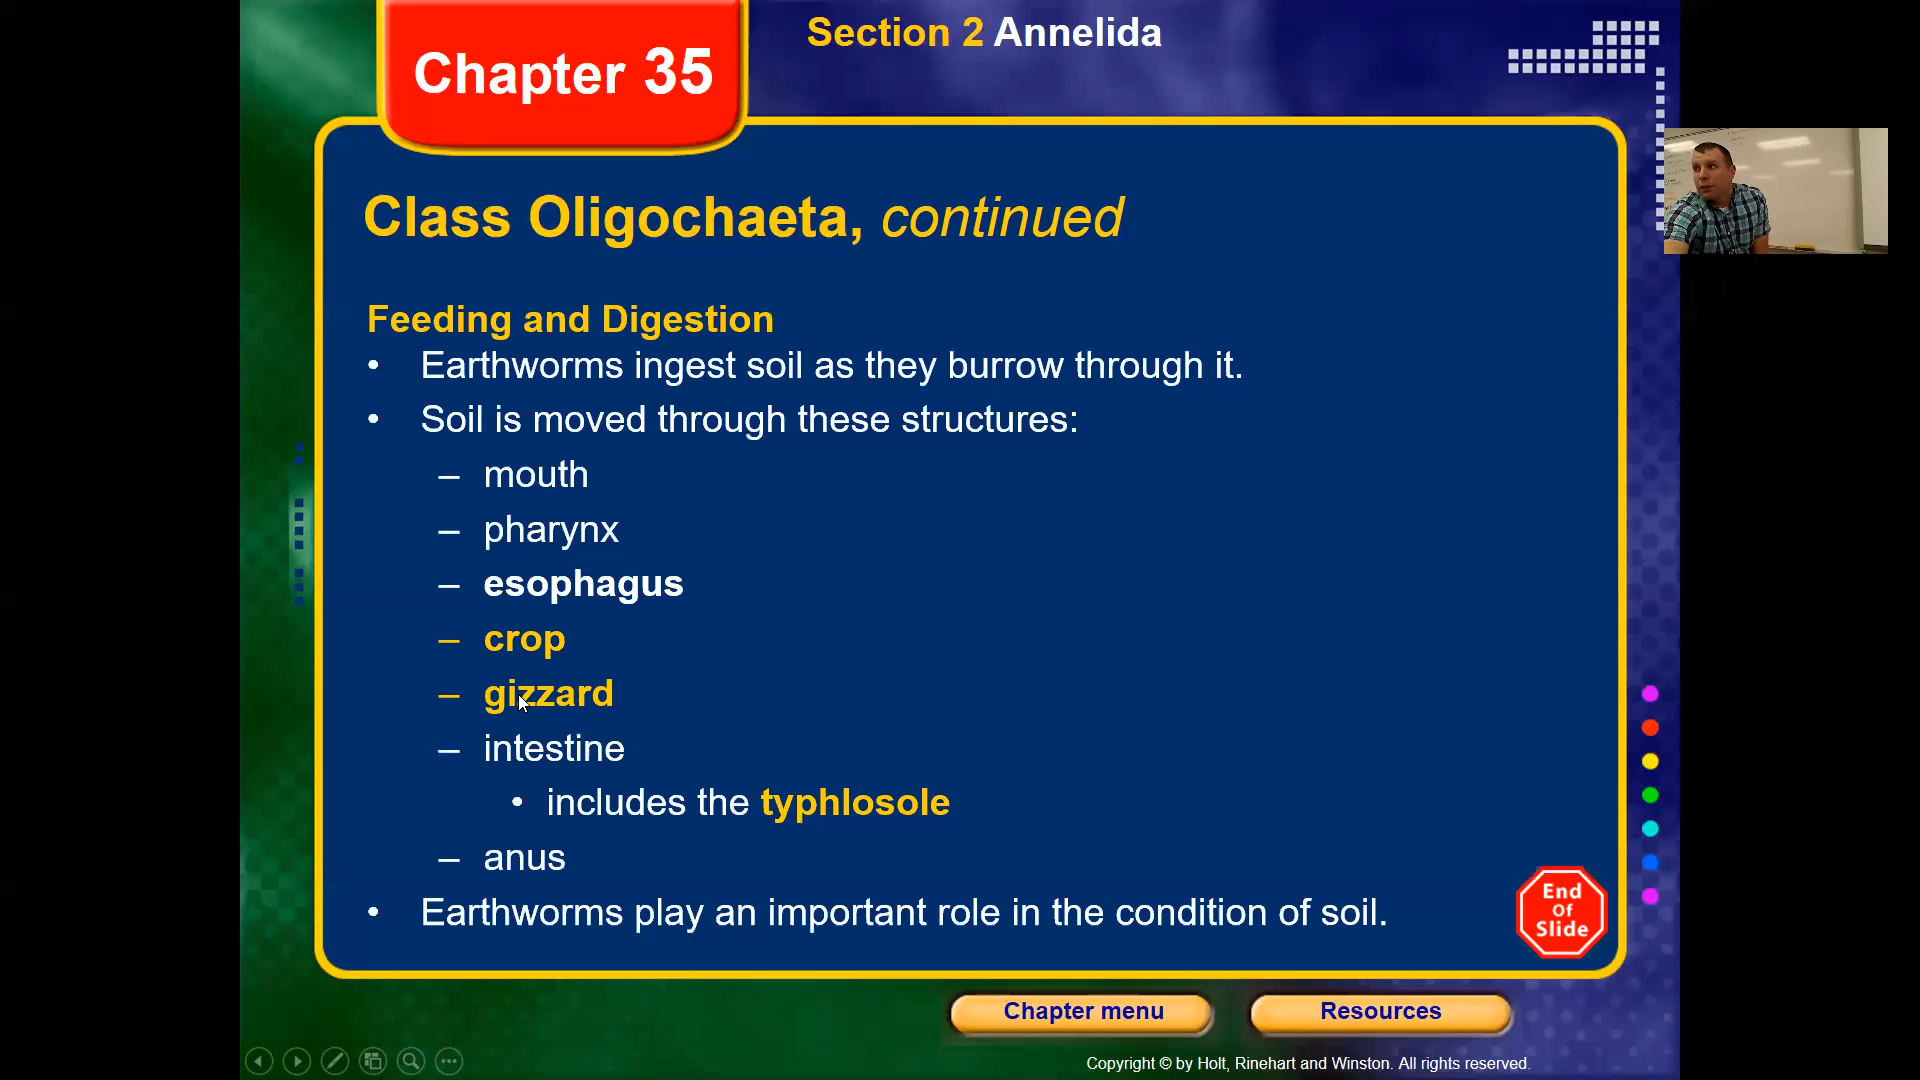 Section 2 Annelida
Chapter 35
Class Oligochaeta, continued
Feeding and Digestion
• Earthworms ingest soil as they burrow through it.
• Soil is moved through these structures:
– mouth
– pharynx
– esophagus
– crop
– gizzard
– intestine
• includes the typhlosole
– anus
• Earthworms play an important role in the condition of soil.
End
Of
Slide
Chapter menu
Resources
Copyright © by Holt, Rinehart and Winston. All rights reserved.